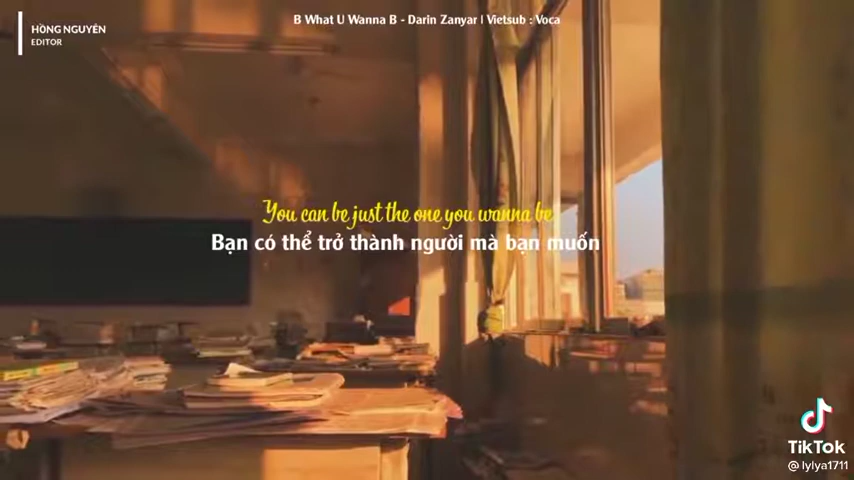 B What U Wanna B - Darin Zanyar | Vietsub : Voca
HỒNG NGUYÊN
EDITOR
You can be just the one you wanna be
Bạn có thể trở thành người mà bạn muốn
TikTok
@lylya1711